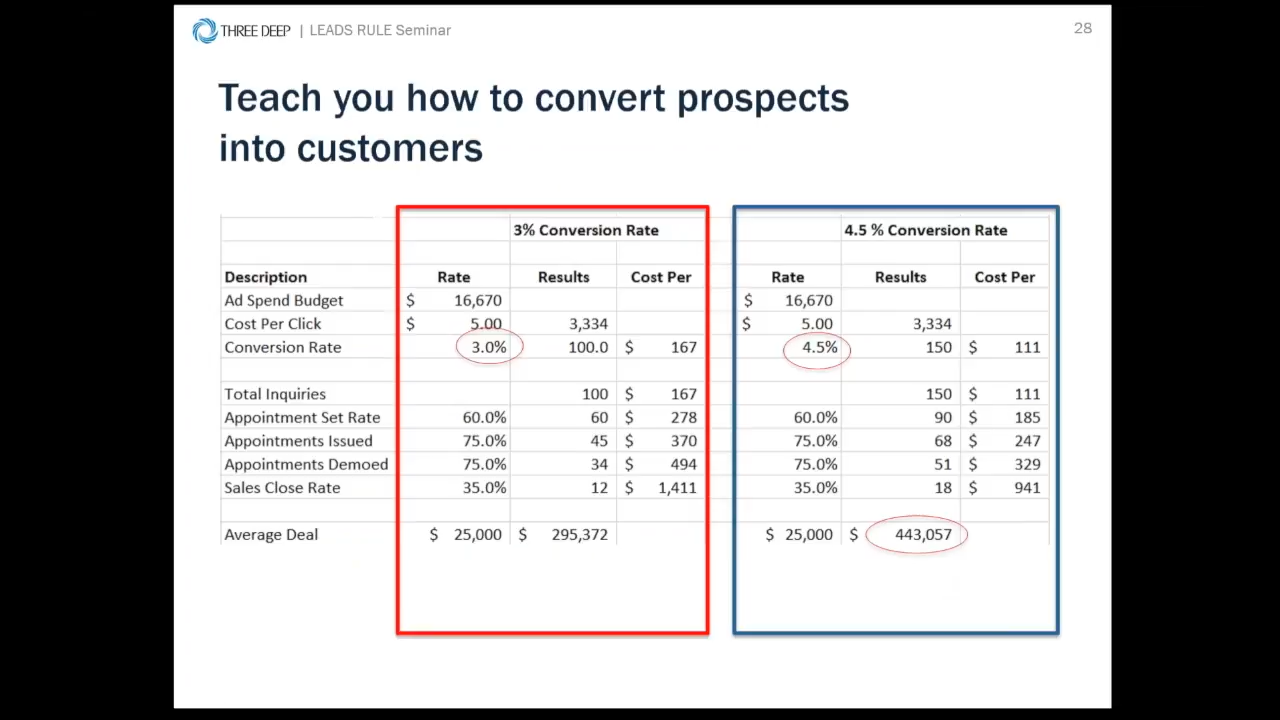 THREE DEEP | LEADS RULE Seminar 28
Teach you how to convert prospects
into customers
3% Conversion Rate 4.5 % Conversion Rate
Description Rate Results Cost Per Rate Results Cost Per
Ad Spend Budget $ 16,670 $ 16,670
Cost Per Click $ 5.00 3,334 $ 5.00 3,334
Conversion Rate 3.0% 100.0 $ 167 4.5% 150 $ 111
Total Inquiries 100 $ 167 150 $ 111
Appointment Set Rate 60.0% 60 $ 278 60.0% 90 $ 185
Appointments Issued 75.0% 45 $ 370 75.0% 68 $ 247
Appointments Demoed 75.0% 34 $ 494 75.0% 51 $ 329
Sales Close Rate 35.0% 12 $ 1,411 35.0% 18 $ 941
Average Deal $ 25,000 $ 295,372 $ 25,000 $ 443,057